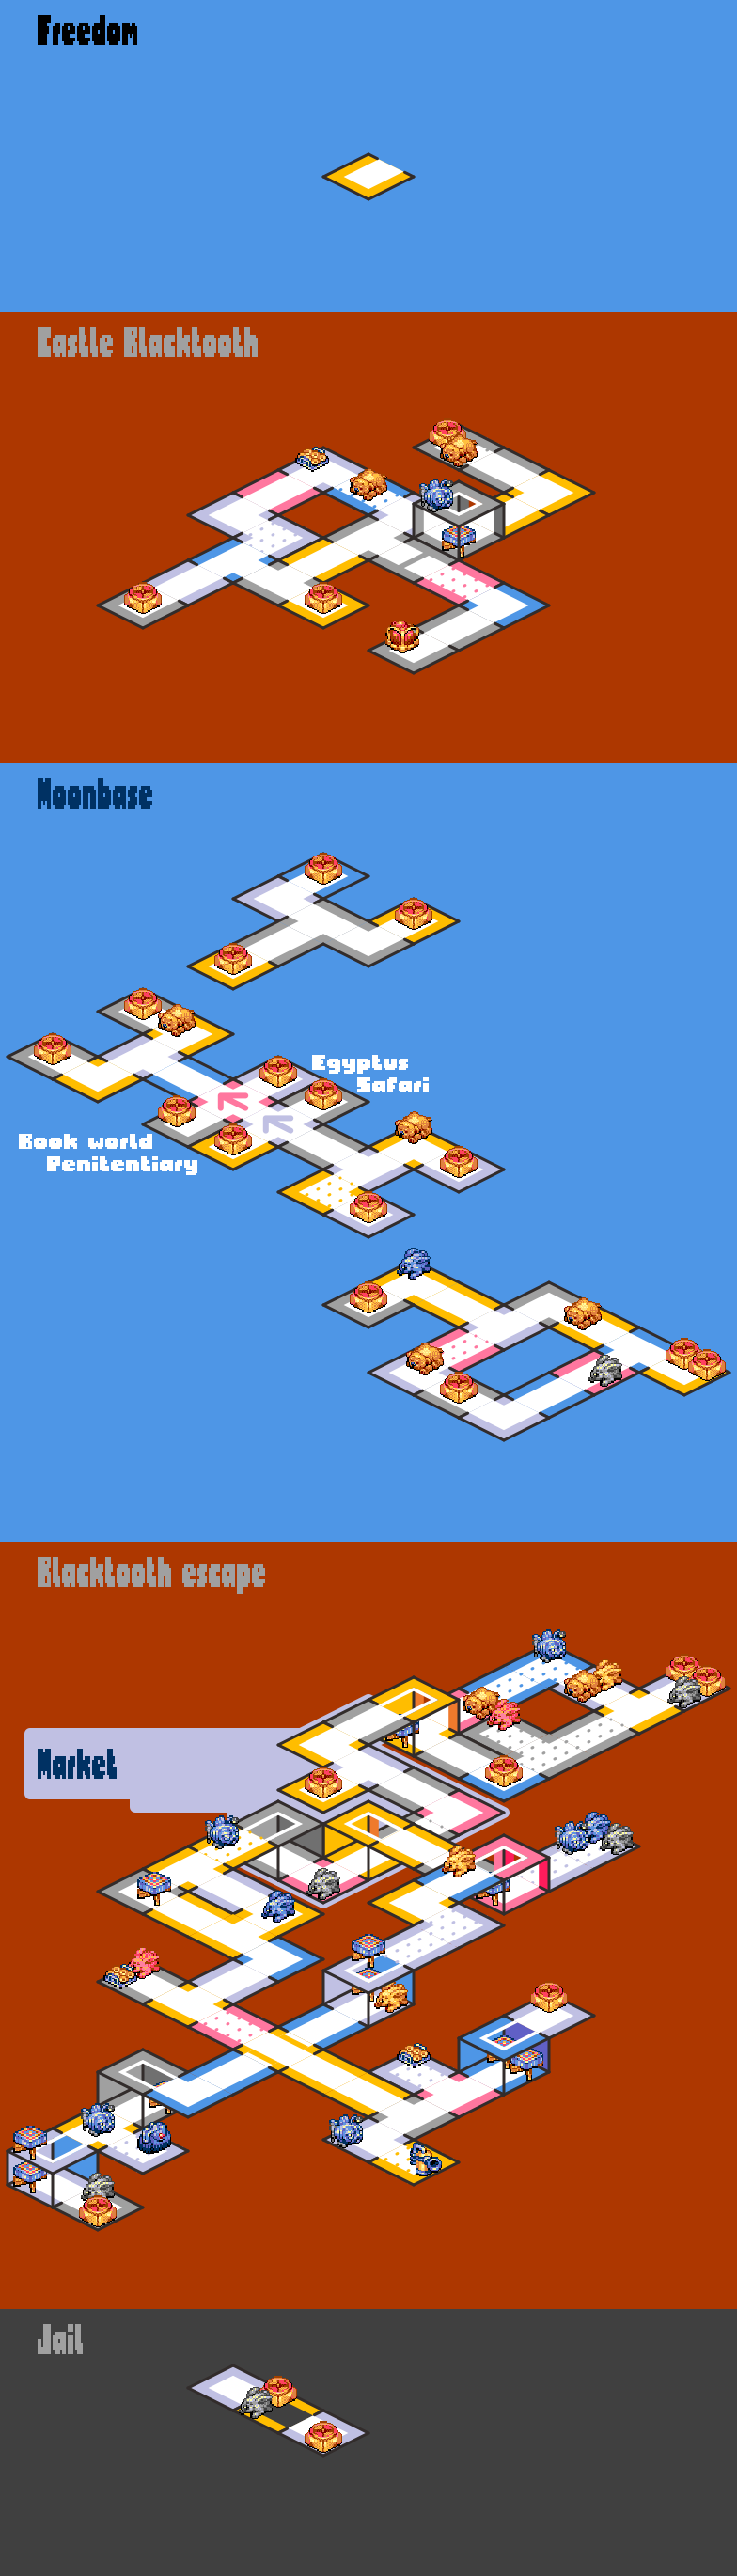 Freedom
Castle Blacktooth
Moonbase
Egyptus
Safari
Book world
Penitentiary
Blacktooth escape
Market
Jail